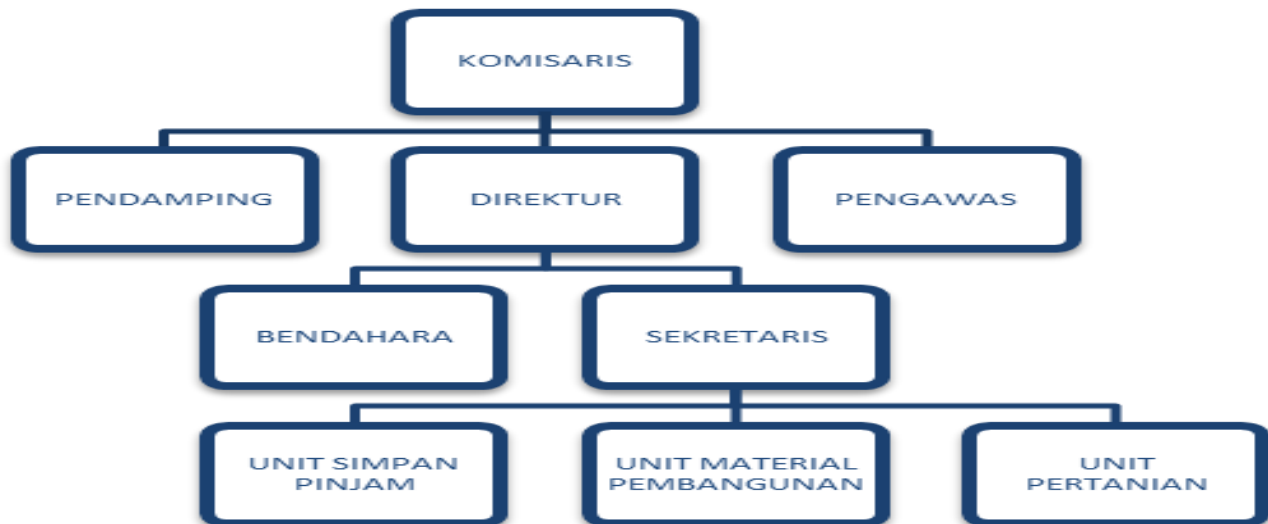 KOMISARIS
PENDAMPING
DIREKTUR
PENGAWAS
BENDAHARA
SEKRETARIS
UNIT SIMPAN
PINJAM
UNIT MATERIAL
PEMBANGUNAN
UNIT
PERTANIAN